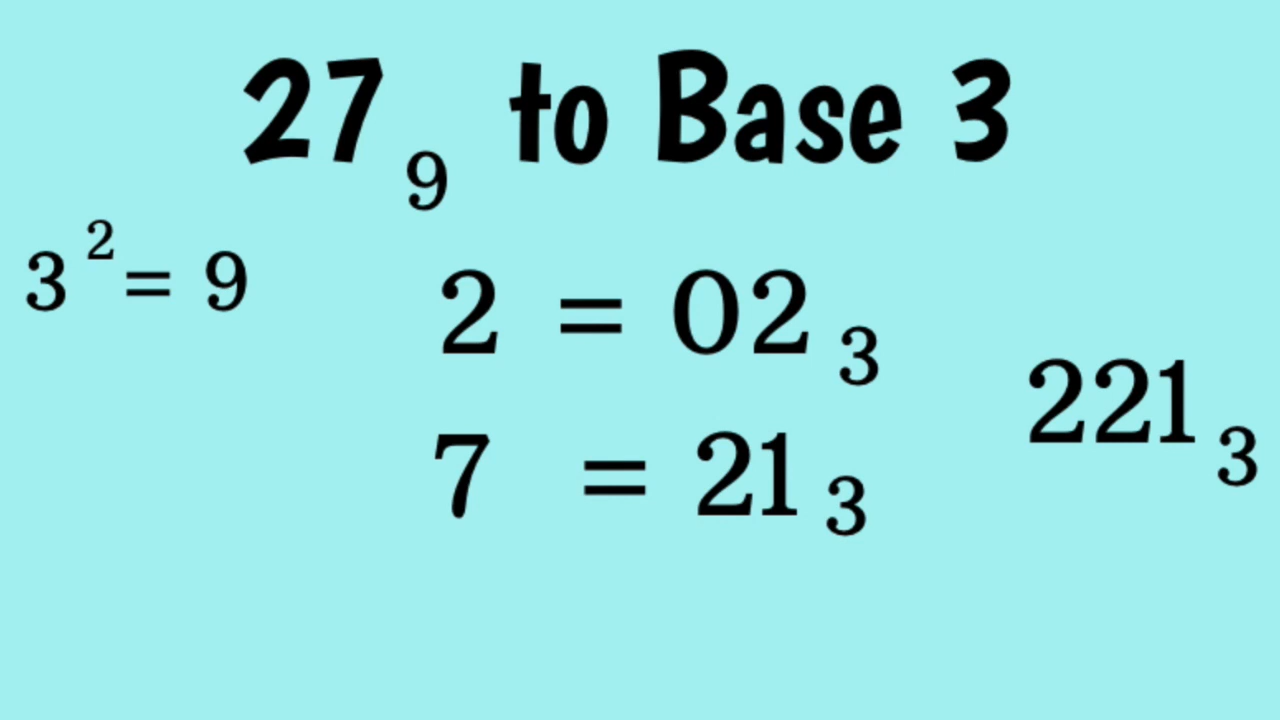 27₉ to Base 3
3² = 9
2 = 02₃
7 = 21₃
221₃